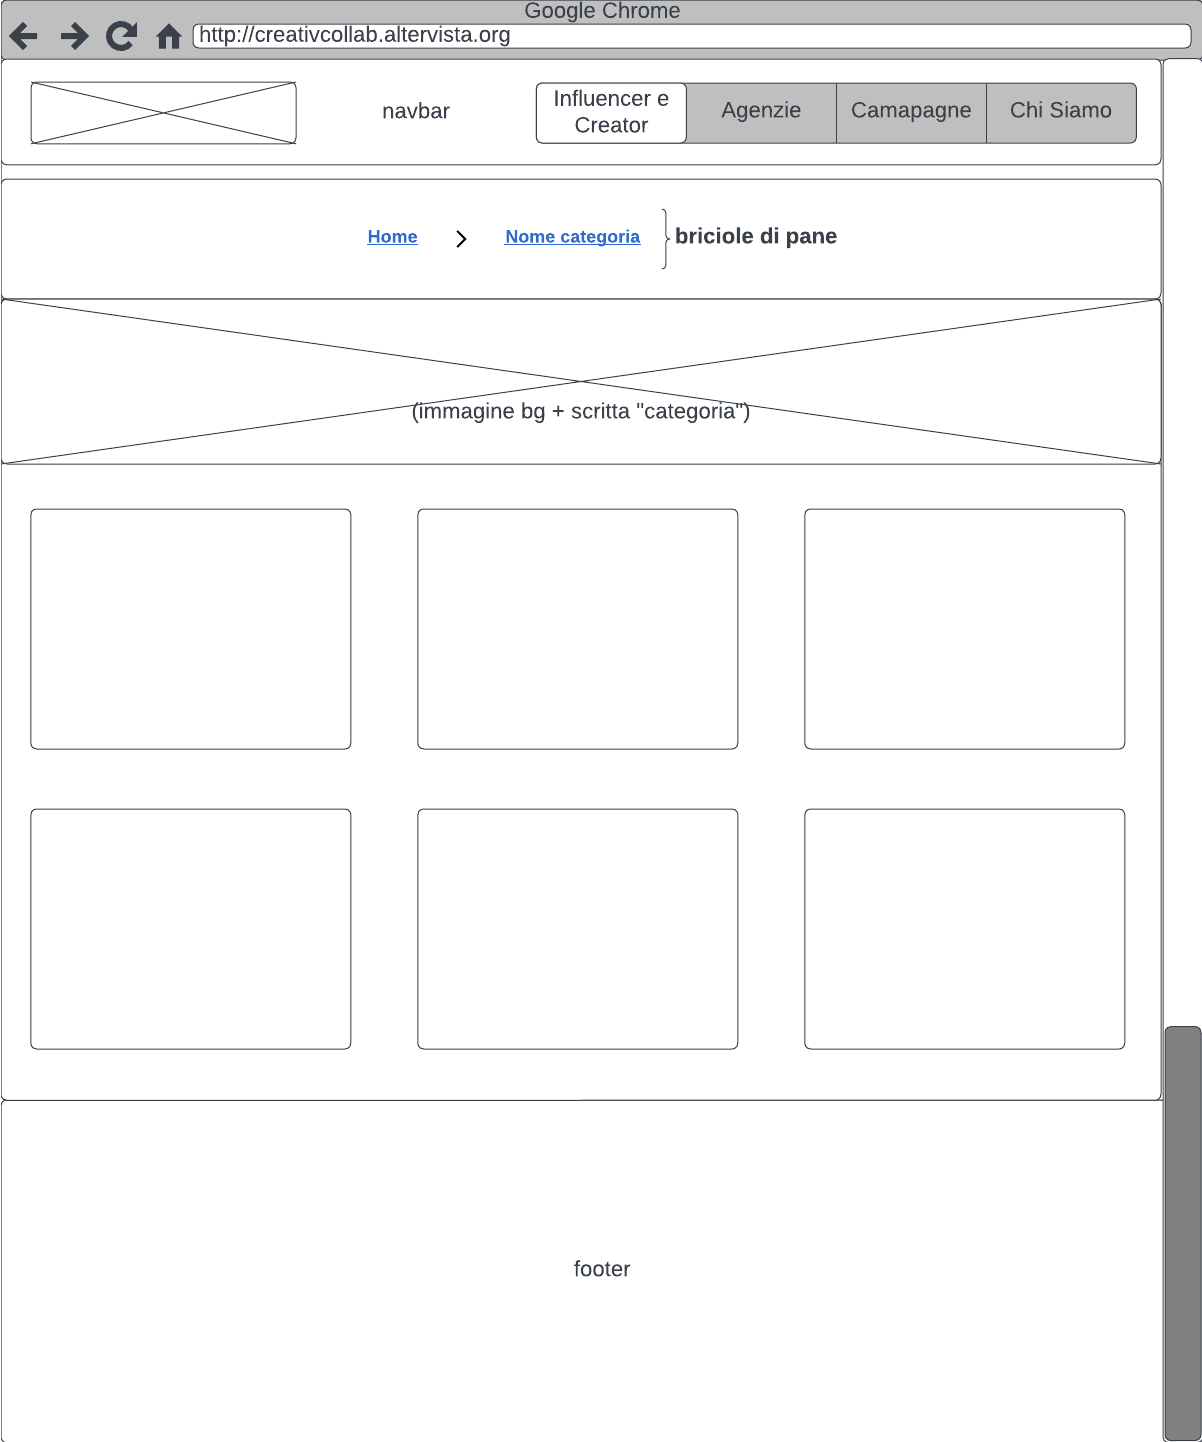 Google Chrome
http://creativcollab.altervista.org
navbar
Influencer e
Creator
Agenzie
Camapagne
Chi Siamo
Home
Nome categoria
briciole di pane
(immagine bg + scritta "categoria")
footer